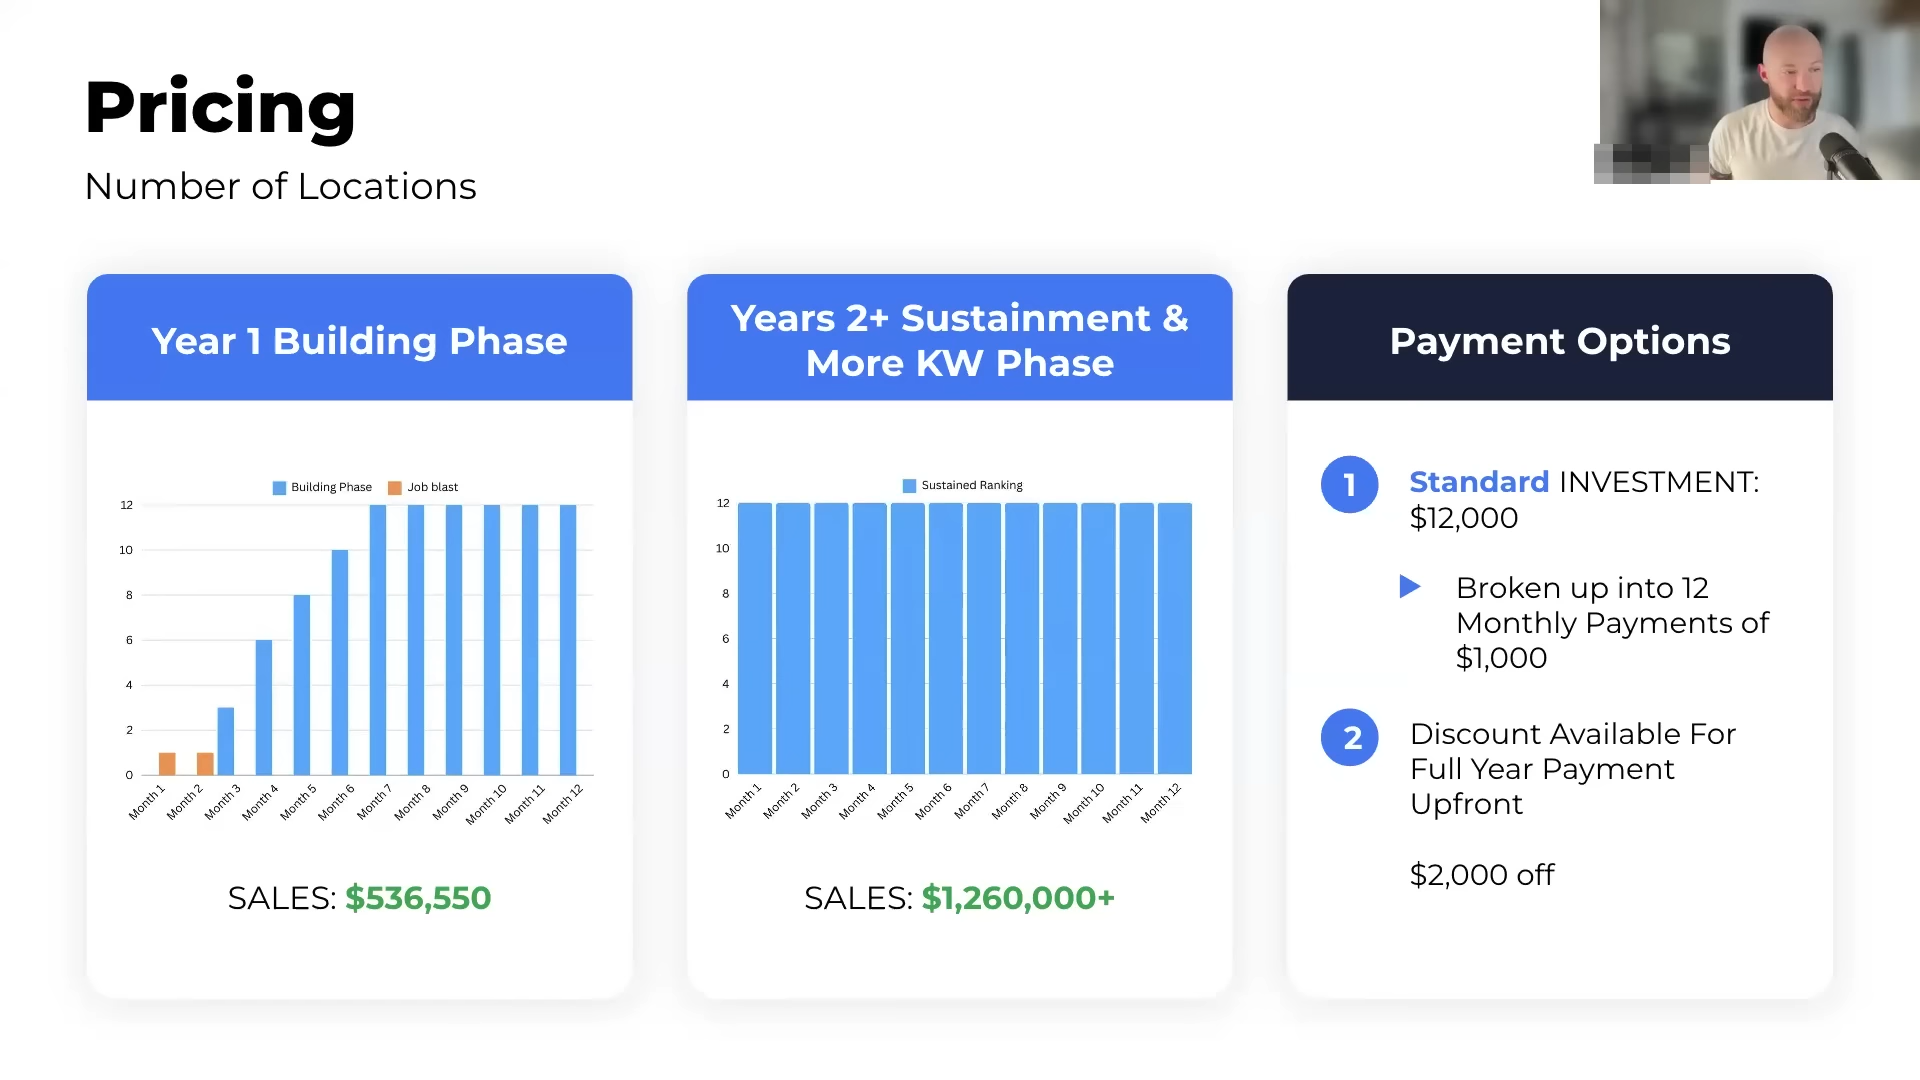 Pricing
Number of Locations
Year 1 Building Phase
Building Phase
Job blast
12
10
8
6
4
2
0
Month 1
Month 2
Month 3
Month 4
Month 5
Month 6
Month 7
Month 8
Month 9
Month 10
Month 11
Month 12
SALES: $536,550
Years 2+ Sustainment &
More KW Phase
Sustained Ranking
12
10
8
6
4
2
0
Month 1
Month 2
Month 3
Month 4
Month 5
Month 6
Month 7
Month 8
Month 9
Month 10
Month 11
Month 12
SALES: $1,260,000+
Payment Options
1
Standard INVESTMENT:
$12,000
Broken up into 12
Monthly Payments of
$1,000
2
Discount Available For
Full Year Payment
Upfront
$2,000 off